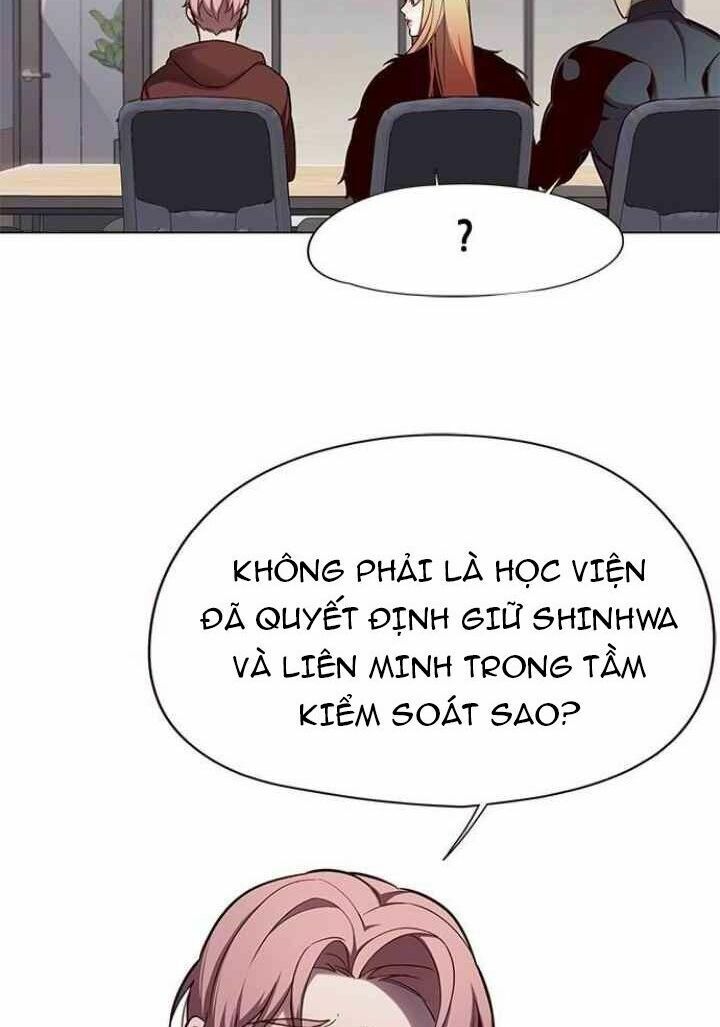 ?
KHÔNG PHẢI LÀ HỌC VIỆN
ĐÃ QUYẾT ĐỊNH GIỮ SHINHWA
VÀ LIÊN MINH TRONG TẦM
KIỂM SOÁT SAO?